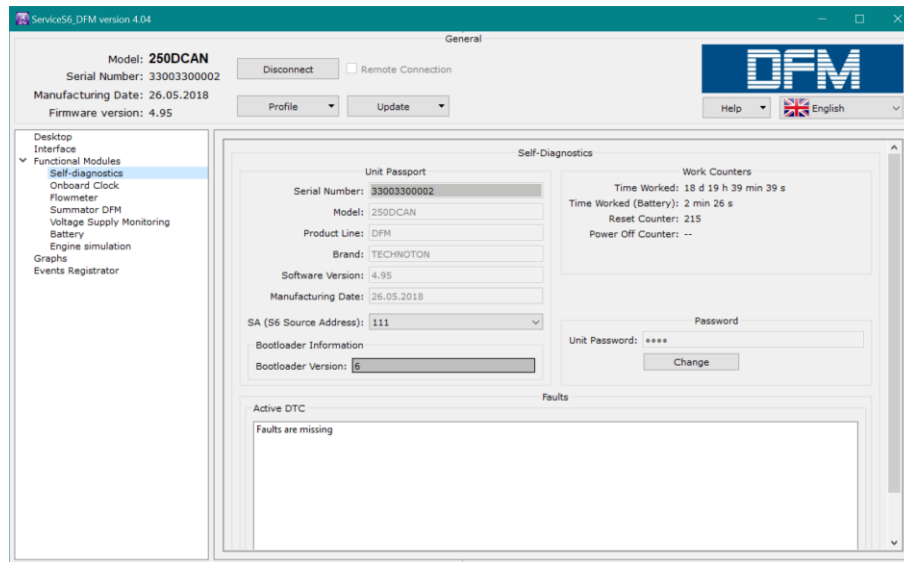 ServiceS6_DFM version 4.04
General
Model: 250DCAN
Serial Number: 33003300002
Manufacturing Date: 26.05.2018
Firmware version: 4.95
Disconnect
Remote Connection
Profile
Update
DFM
Help
English
Desktop
Interface
Functional Modules
Self-diagnostics
Onboard Clock
Flowmeter
Summator DFM
Voltage Supply Monitoring
Battery
Engine simulation
Graphs
Events Registrator
Self-Diagnostics
Unit Passport
Serial Number: 33003300002
Model: 250DCAN
Product Line: DFM
Brand: TECHNOTON
Software Version: 4.95
Manufacturing Date: 26.05.2018
SA (S6 Source Address): 111
Bootloader Information
Bootloader Version: 6
Work Counters
Time Worked: 18 d 19 h 39 min 39 s
Time Worked (Battery): 2 min 26 s
Reset Counter: 215
Power Off Counter: --
Password
Unit Password: ●●●●
Change
Faults
Active DTC
Faults are missing